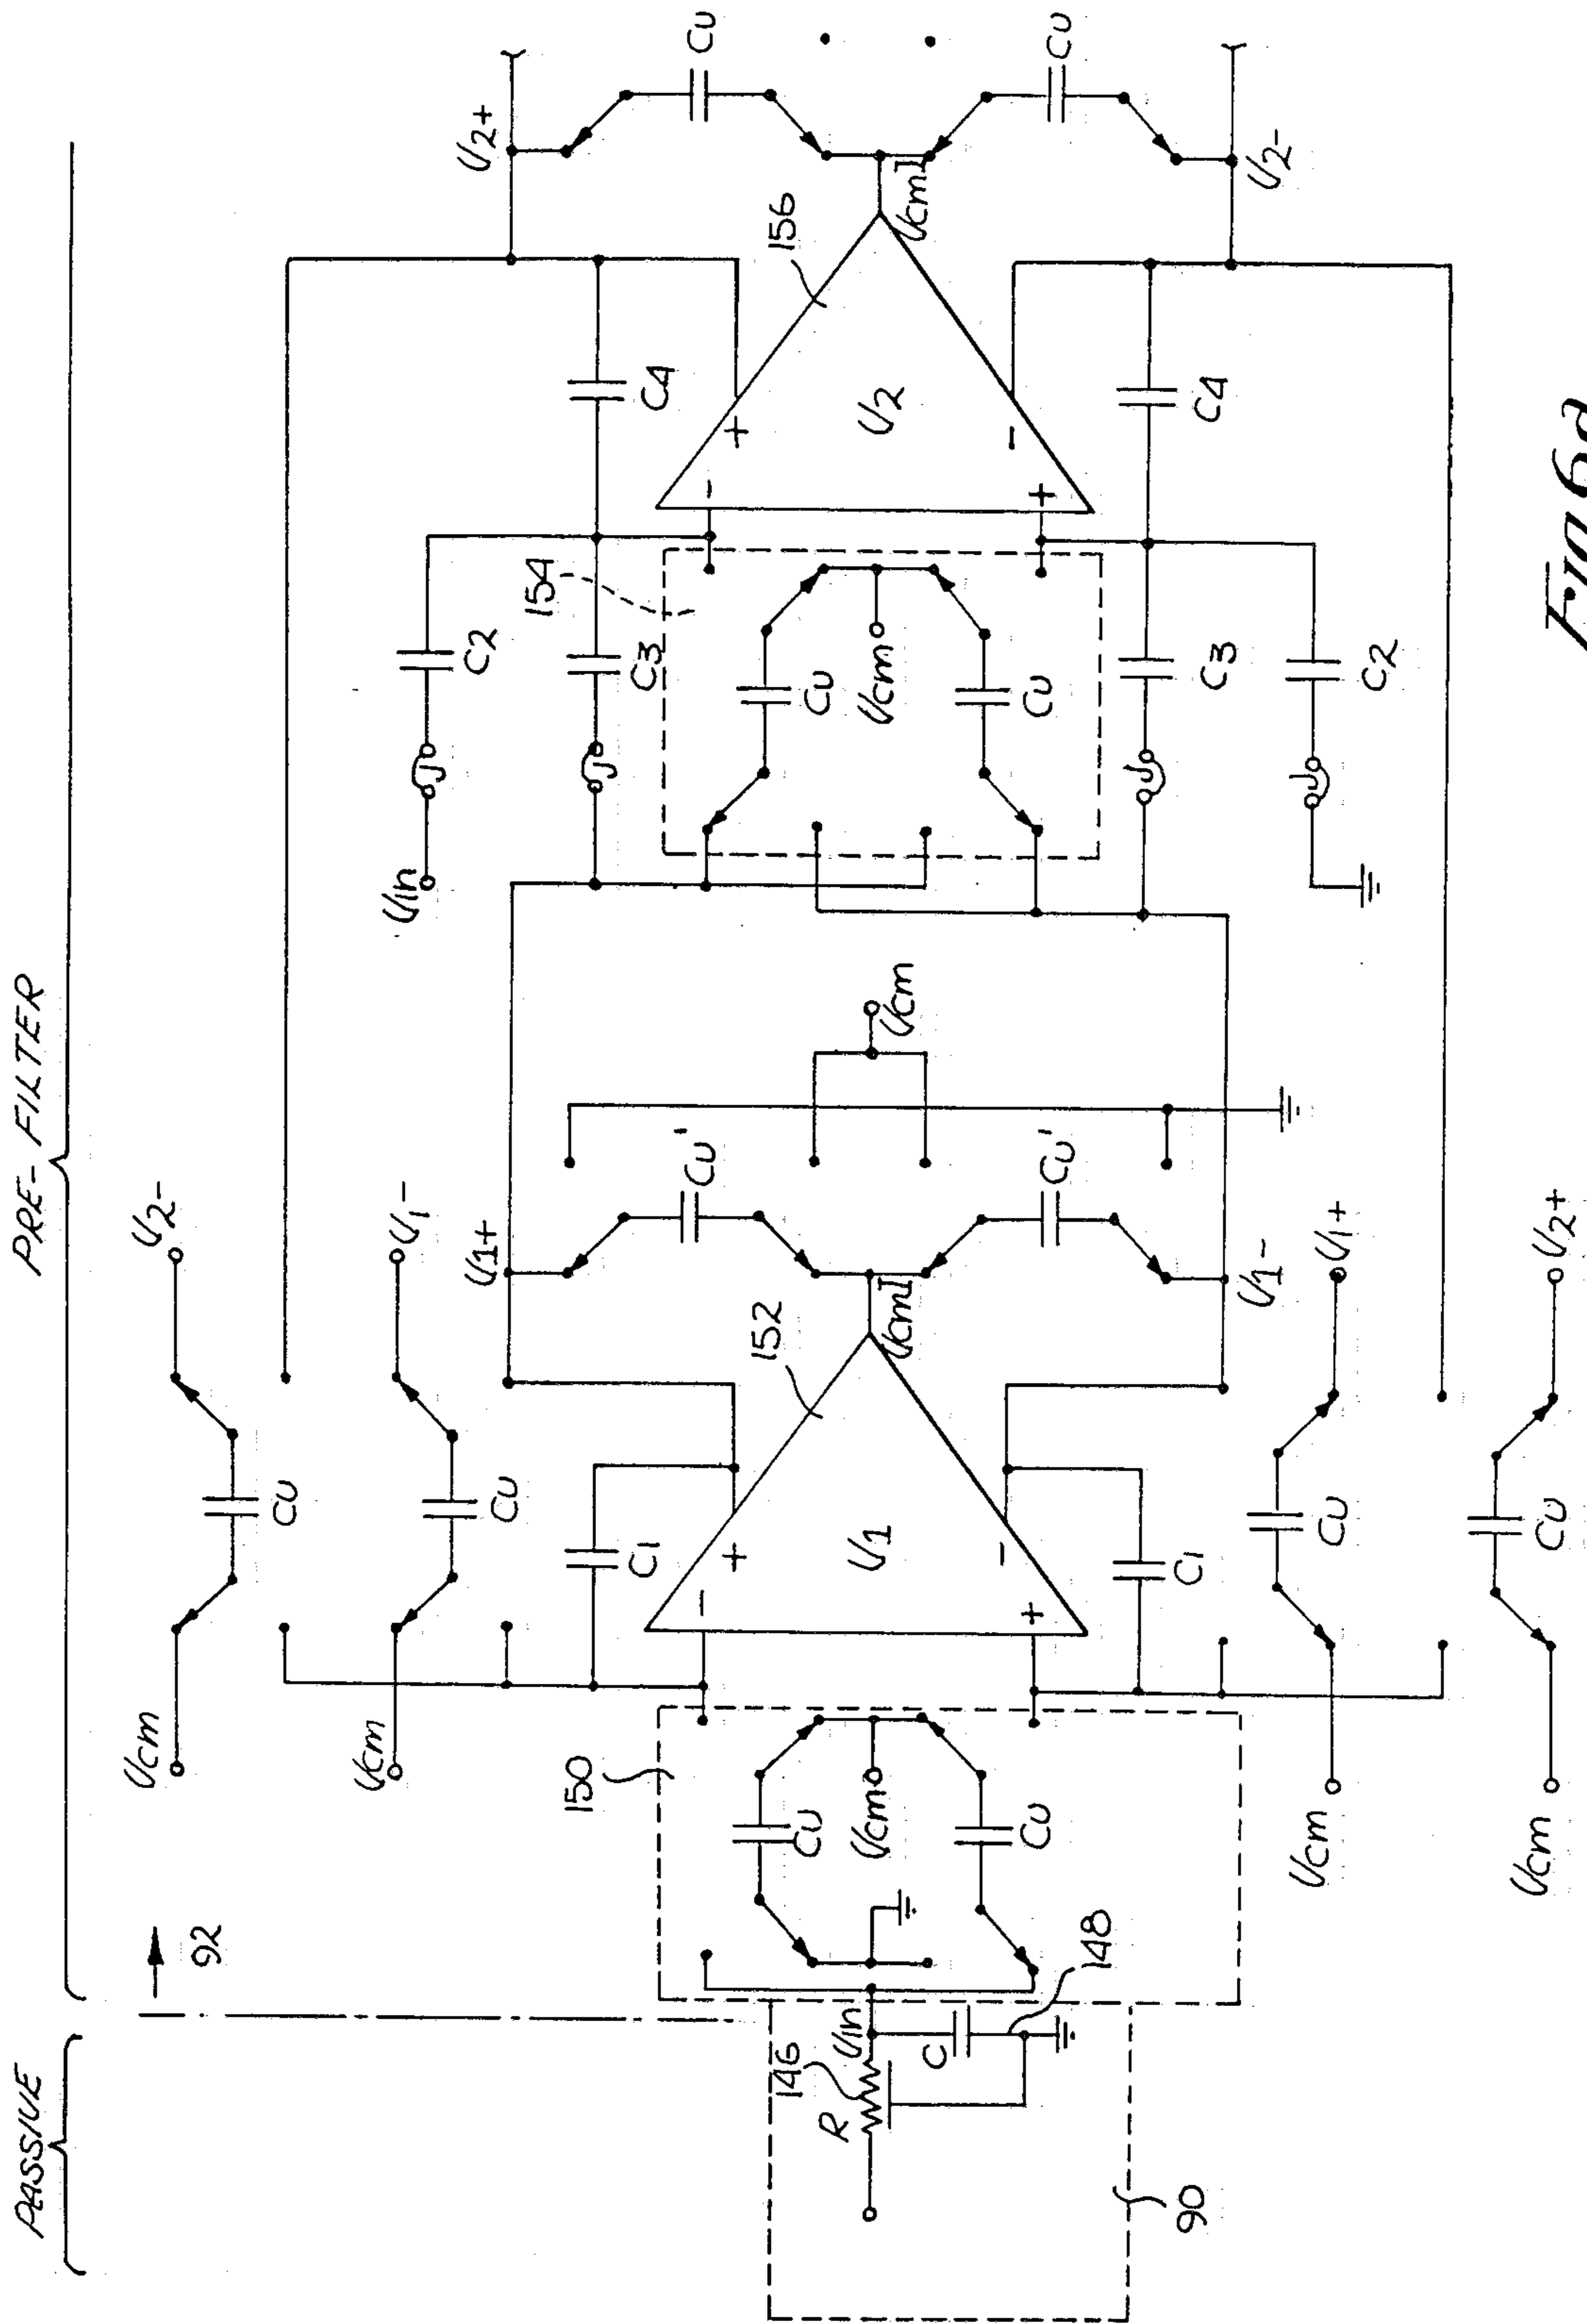 PASSIVE
PRE-FILTER
92
Vcm
V2-
CU
Vcm
V1-
CU
V2+
CU
V1+
Vin
C2
C4
C1
CU'
J
C3
150
152
154
156
146
R
Vin
C
148
90
CU
Vcm
CU
-
+
V1
+
-
VcmI
Vcm
CU
Vcm
CU
-
+
V2
+
-
VcmI
CU
C1
CU'
V1-
J
C3
C4
J
C2
V2-
Vcm
CU
V1+
Vcm
CU
V2+
Fig 6a